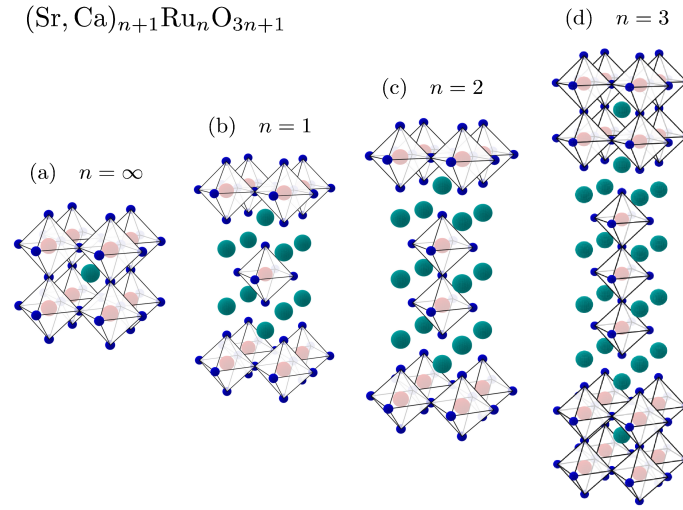 (Sr, Ca)ₙ₊₁RuₙO₃ₙ₊₁
(a) n = ∞
(b) n = 1
(c) n = 2
(d) n = 3